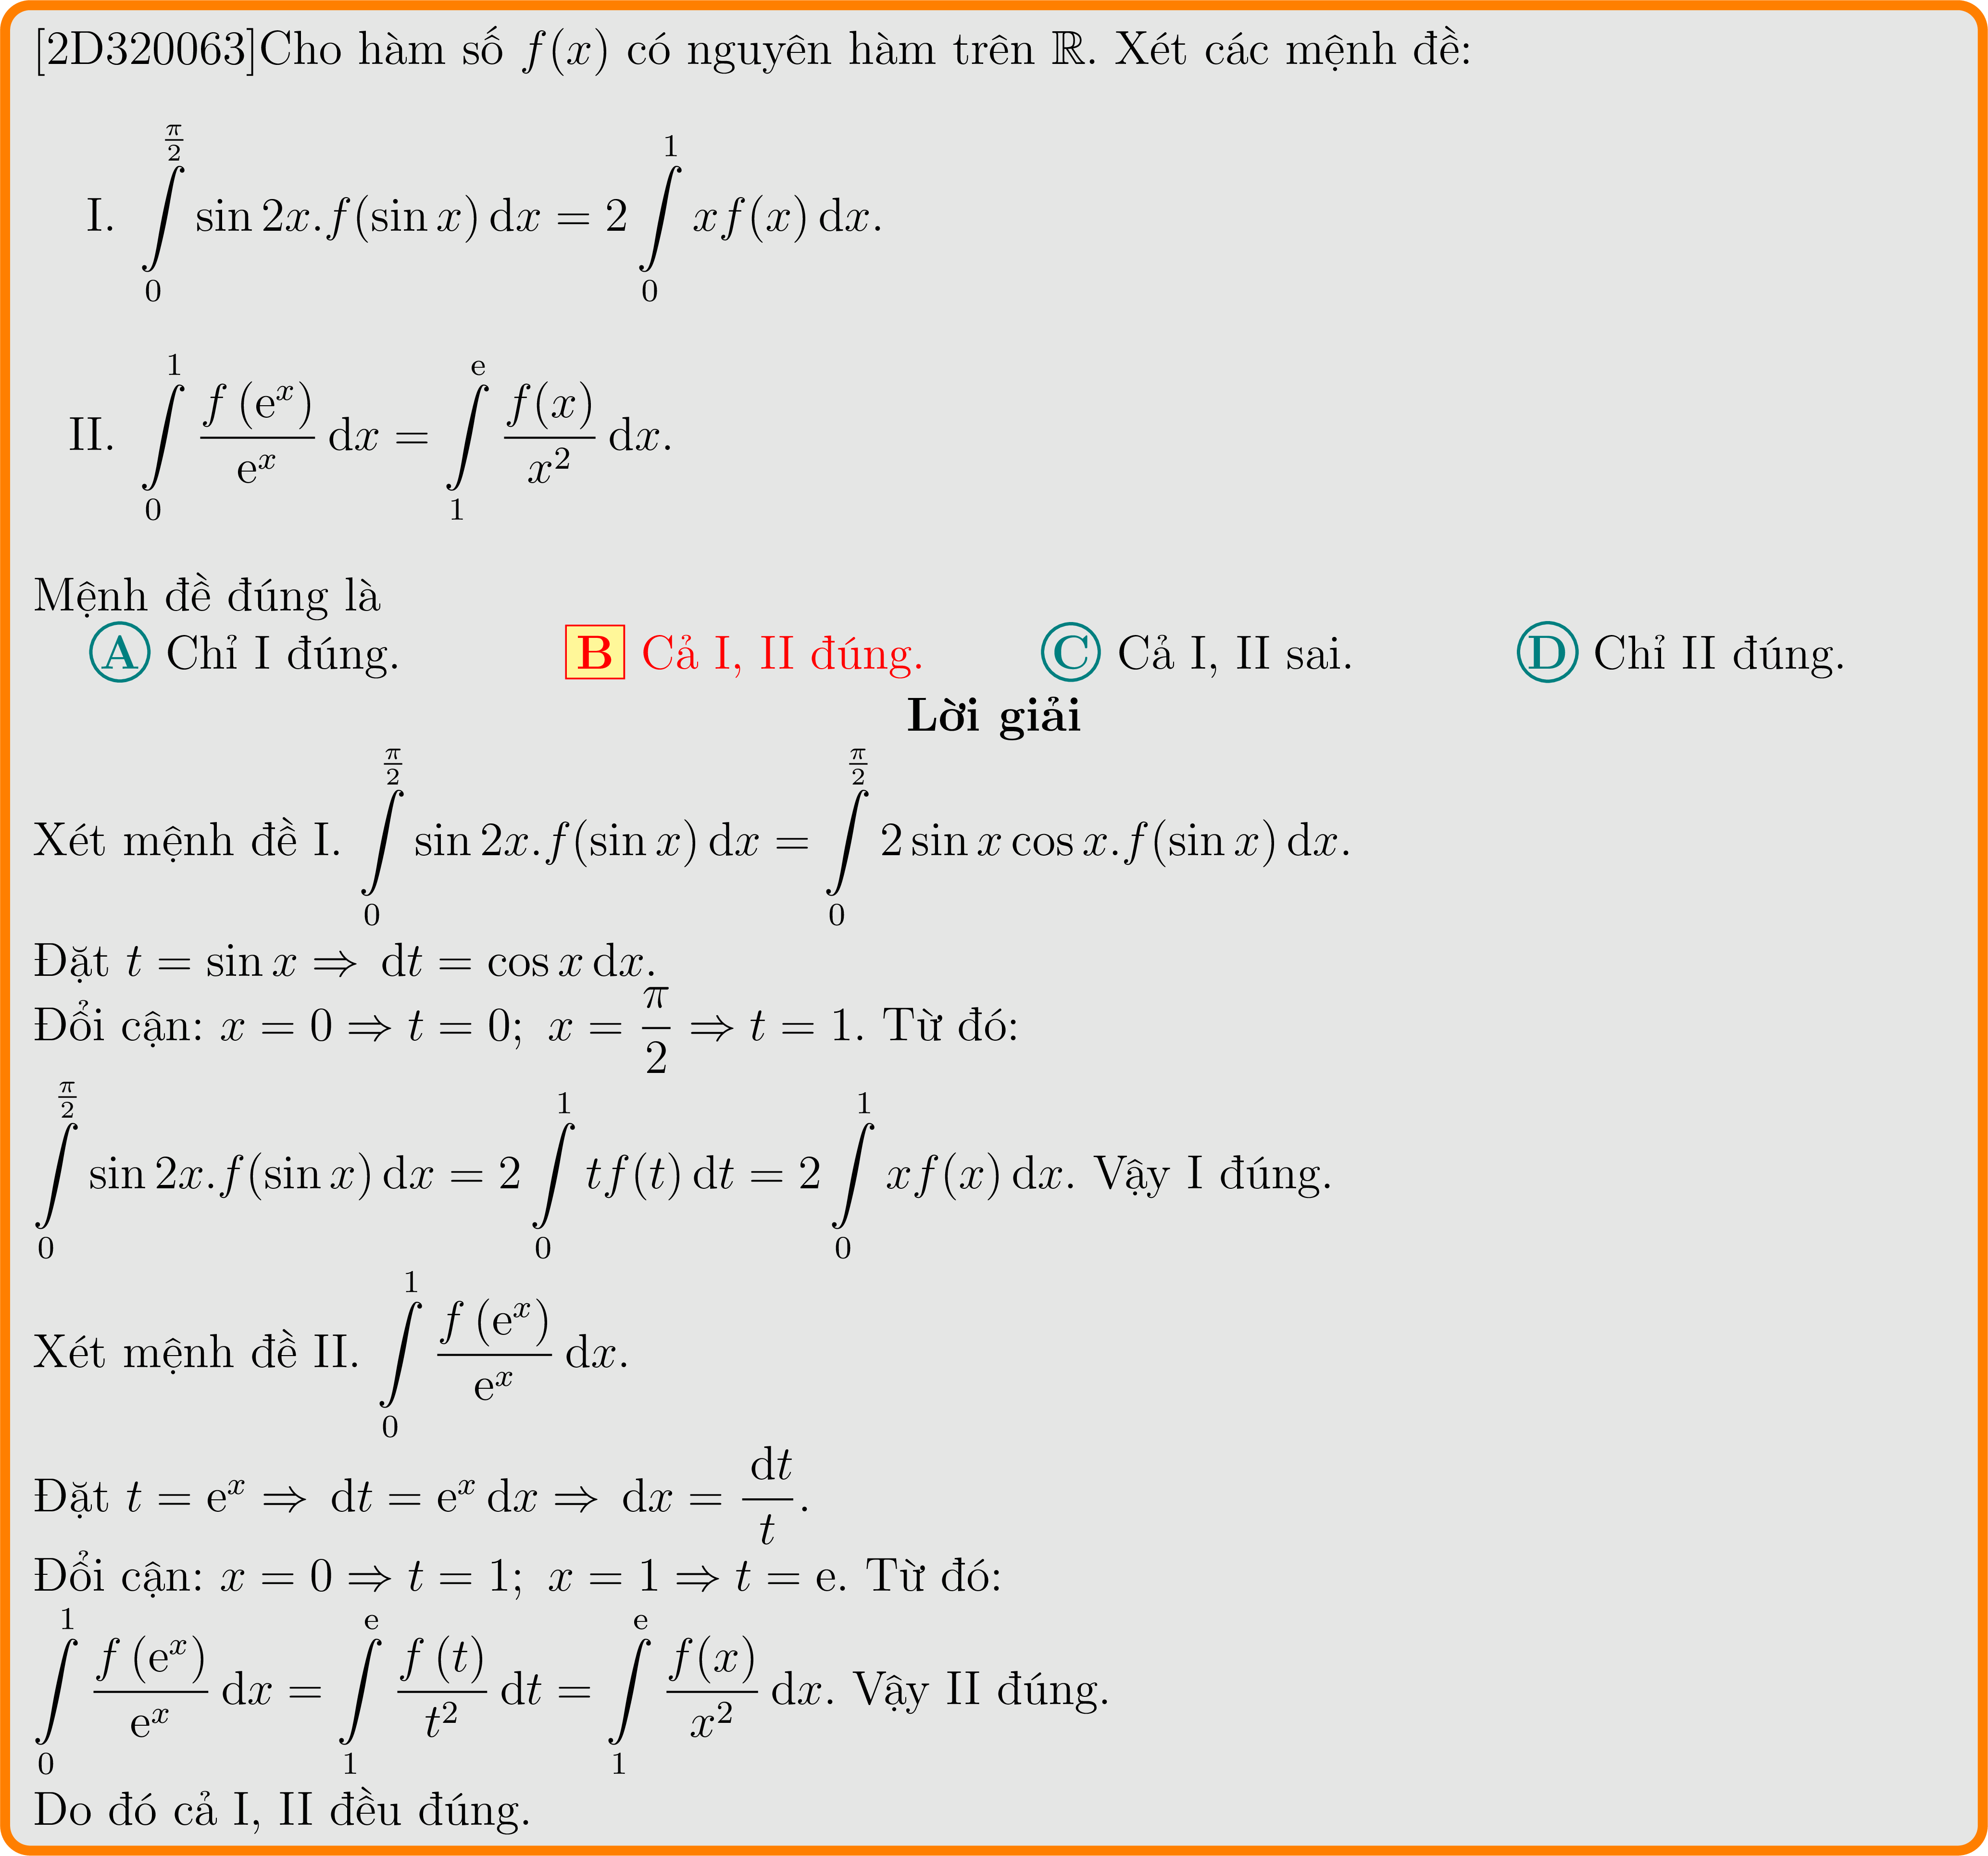 [2D320063]Cho hàm số f(x) có nguyên hàm trên ℝ. Xét các mệnh đề:
I. $\int\limits_0^{\frac{\pi}{2}} \sin 2x.f(\sin x)\,\mathrm{d}x = 2\int\limits_0^1 xf(x)\,\mathrm{d}x.$
II. $\int\limits_0^1 \dfrac{f(\mathrm{e}^x)}{\mathrm{e}^x}\,\mathrm{d}x = \int\limits_1^{\mathrm{e}} \dfrac{f(x)}{x^2}\,\mathrm{d}x.$
Mệnh đề đúng là
A Chỉ I đúng. B Cả I, II đúng. C Cả I, II sai. D Chỉ II đúng.
Lời giải
Xét mệnh đề I. $\int\limits_0^{\frac{\pi}{2}} \sin 2x.f(\sin x)\,\mathrm{d}x = \int\limits_0^{\frac{\pi}{2}} 2\sin x\cos x.f(\sin x)\,\mathrm{d}x.$
Đặt $t = \sin x \Rightarrow \mathrm{d}t = \cos x\,\mathrm{d}x.$
Đổi cận: $x = 0 \Rightarrow t = 0;\ x = \dfrac{\pi}{2} \Rightarrow t = 1.$ Từ đó:
$\int\limits_0^{\frac{\pi}{2}} \sin 2x.f(\sin x)\,\mathrm{d}x = 2\int\limits_0^1 tf(t)\,\mathrm{d}t = 2\int\limits_0^1 xf(x)\,\mathrm{d}x.$ Vậy I đúng.
Xét mệnh đề II. $\int\limits_0^1 \dfrac{f(\mathrm{e}^x)}{\mathrm{e}^x}\,\mathrm{d}x.$
Đặt $t = \mathrm{e}^x \Rightarrow \mathrm{d}t = \mathrm{e}^x\,\mathrm{d}x \Rightarrow \mathrm{d}x = \dfrac{\mathrm{d}t}{t}.$
Đổi cận: $x = 0 \Rightarrow t = 1;\ x = 1 \Rightarrow t = \mathrm{e}.$ Từ đó:
$\int\limits_0^1 \dfrac{f(\mathrm{e}^x)}{\mathrm{e}^x}\,\mathrm{d}x = \int\limits_1^{\mathrm{e}} \dfrac{f(t)}{t^2}\,\mathrm{d}t = \int\limits_1^{\mathrm{e}} \dfrac{f(x)}{x^2}\,\mathrm{d}x.$ Vậy II đúng.
Do đó cả I, II đều đúng.